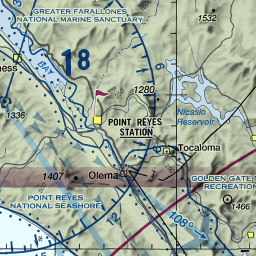 GREATER FARALLONES
NATIONAL MARINE SANCTUARY
1532
18
ness
BAY
1280
Nicasio
Reservoir
1336
POINT REYES
STATION
Tocaloma
1407
Olema
GOLDEN GATE
RECREATION
POINT REYES
NATIONAL SEASHORE
1466
108°